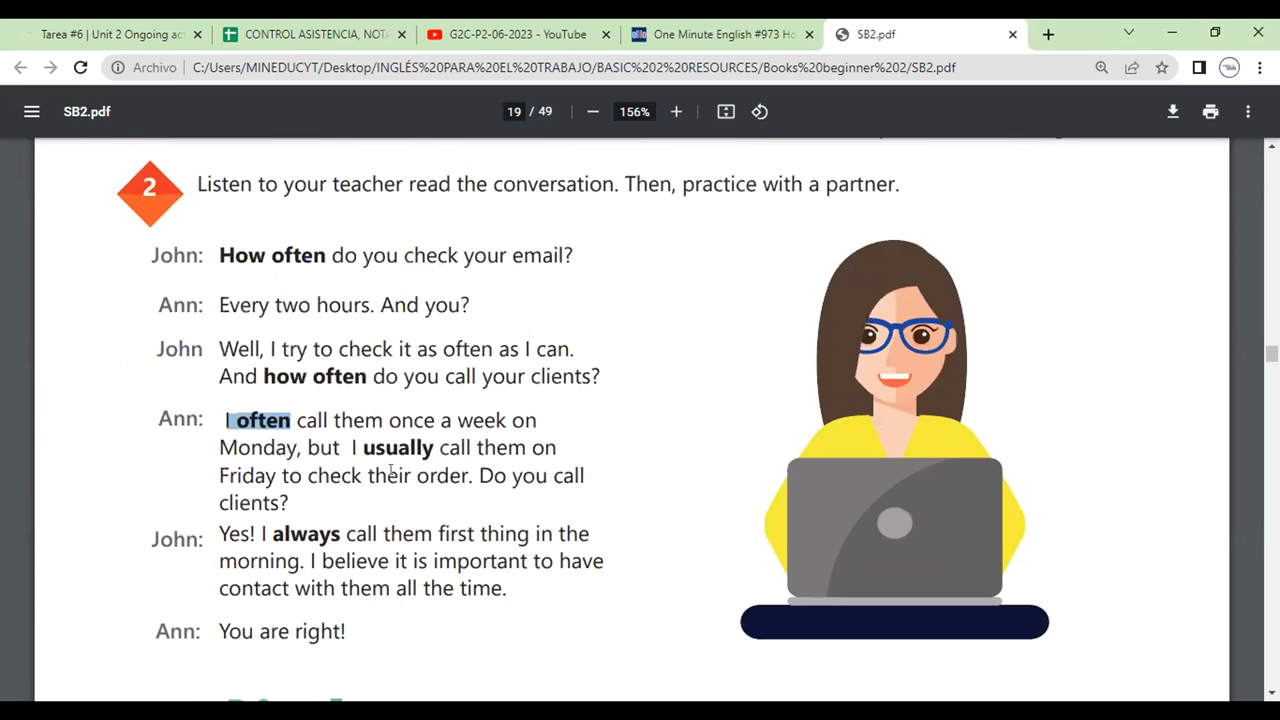 Tarea #6 | Unit 2 Ongoing act
CONTROL ASISTENCIA, NOTA
G2C-P2-06-2023 - YouTube
ello
One Minute English #973 Ho
SB2.pdf
Archivo
C:/Users/MINEDUCYT/Desktop/INGLÉS%20PARA%20EL%20TRABAJO/BASIC%202%20RESOURCES/Books%20beginner%202/SB2.pdf
SB2.pdf
19 / 49
156%
2
Listen to your teacher read the conversation. Then, practice with a partner.
John: How often do you check your email?
Ann: Every two hours. And you?
John Well, I try to check it as often as I can.
And how often do you call your clients?
Ann: I often call them once a week on
Monday, but I usually call them on
Friday to check their order. Do you call
clients?
John: Yes! I always call them first thing in the
morning. I believe it is important to have
contact with them all the time.
Ann: You are right!